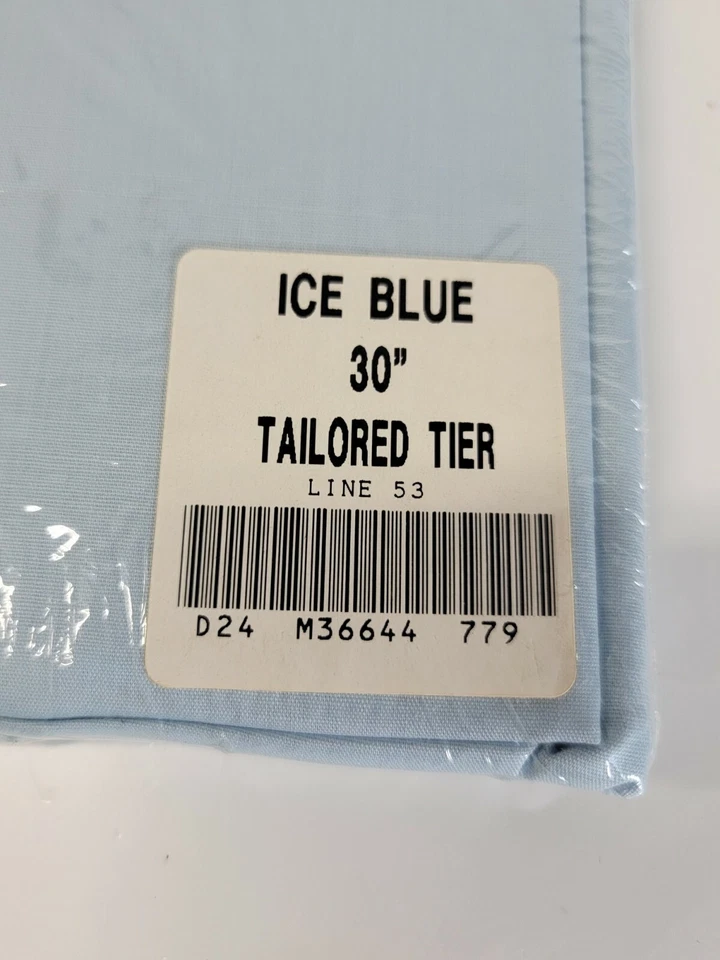 ICE BLUE
30"
TAILORED TIER
LINE 53
D24 M36644 779